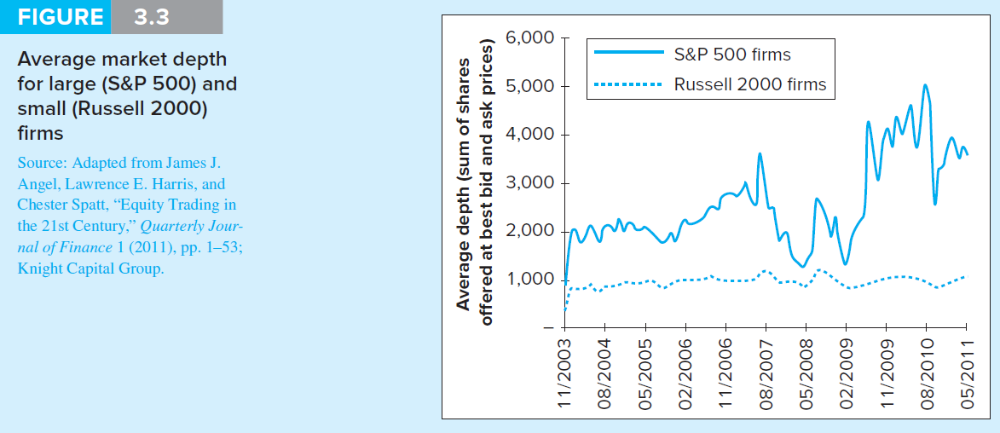 FIGURE 3.3
Average market depth
for large (S&P 500) and
small (Russell 2000)
firms
Source: Adapted from James J.
Angel, Lawrence E. Harris, and
Chester Spatt, “Equity Trading in
the 21st Century,” Quarterly Jour-
nal of Finance 1 (2011), pp. 1–53;
Knight Capital Group.
Average depth (sum of shares
offered at best bid and ask prices)
6,000
5,000
4,000
3,000
2,000
1,000
–
S&P 500 firms
Russell 2000 firms
11/2003
08/2004
05/2005
02/2006
11/2006
08/2007
05/2008
02/2009
11/2009
08/2010
05/2011